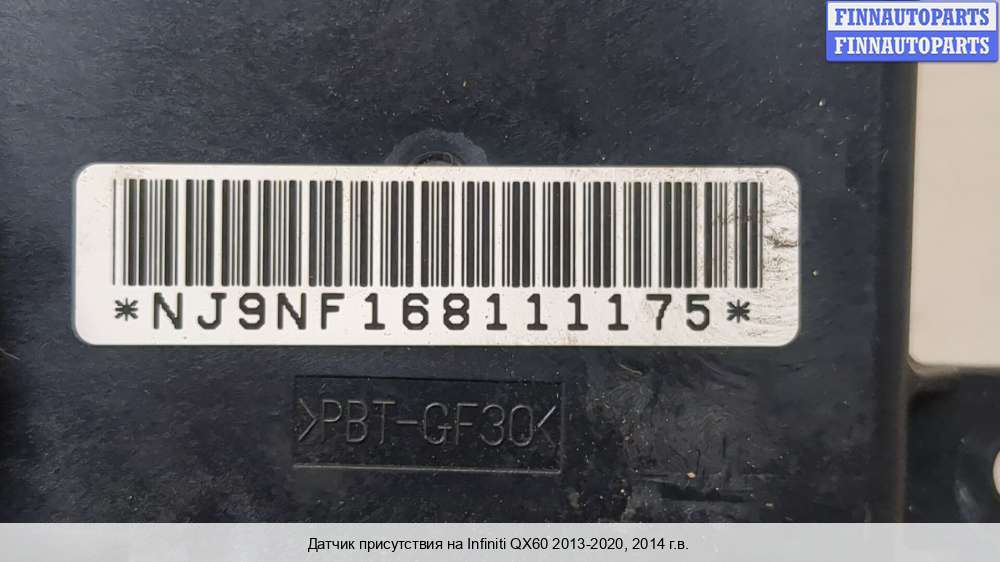 FINNAUTOPARTS
FINNAUTOPARTS
*NJ9NF168111175*
>PBT-GF30<
Датчик присутствия на Infiniti QX60 2013-2020, 2014 г.в.